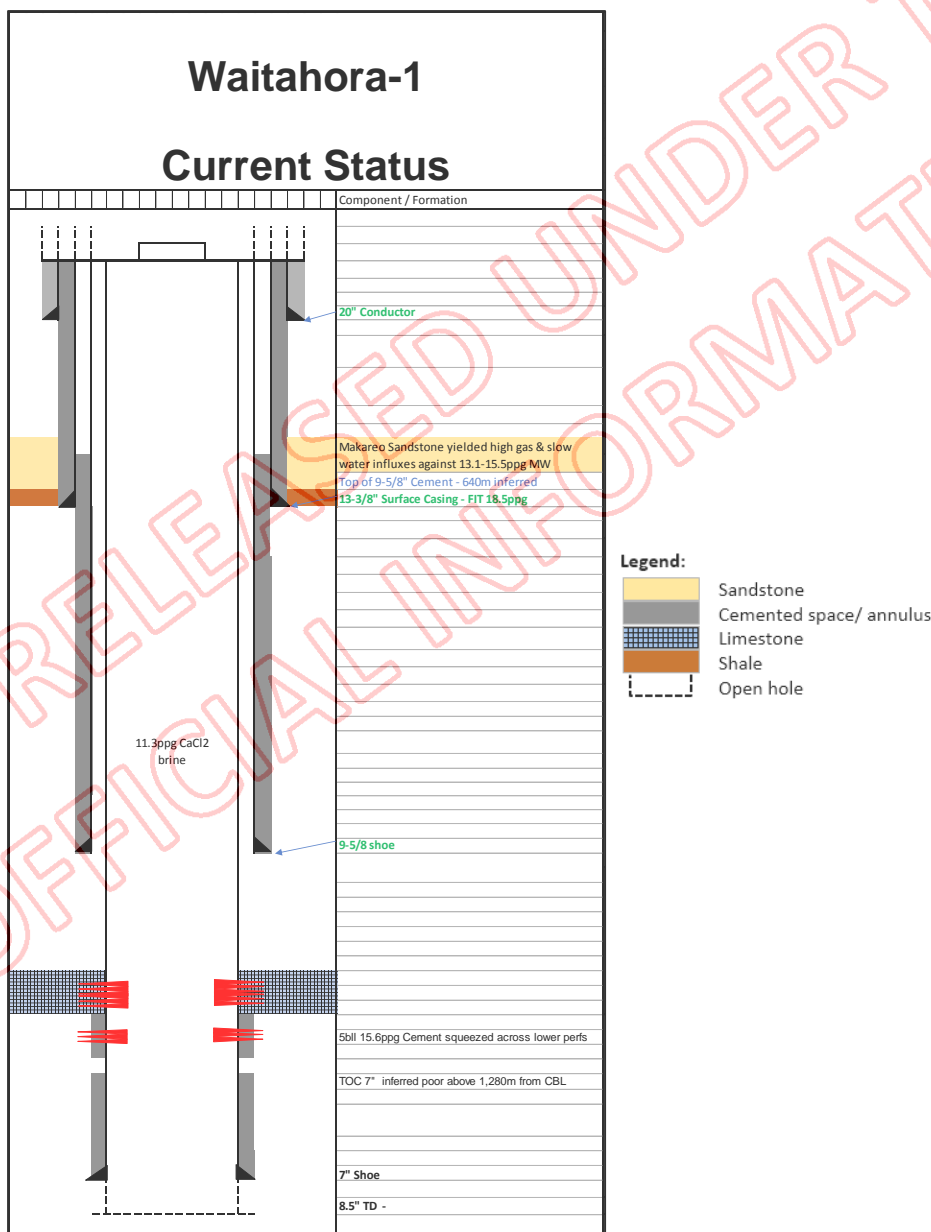 Waitahora-1
Current Status
Component / Formation
20" Conductor
Makareo Sandstone yielded high gas & slow
water influxes against 13.1-15.5ppg MW
Top of 9-5/8" Cement - 640m inferred
13-3/8" Surface Casing - FIT 18.5ppg
11.3ppg CaCl2
brine
9-5/8 shoe
5bll 15.6ppg Cement squeezed across lower perfs
TOC 7" inferred poor above 1,280m from CBL
7" Shoe
8.5" TD -
Legend:
Sandstone
Cemented space/ annulus
Limestone
Shale
Open hole
RELEASED UNDER T
OFFICIAL INFORMAT